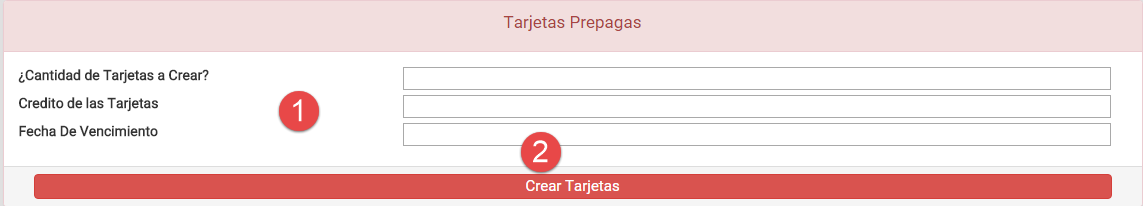 Tarjetas Prepagas
¿Cantidad de Tarjetas a Crear?
Credito de las Tarjetas
1
Fecha De Vencimiento
2
Crear Tarjetas